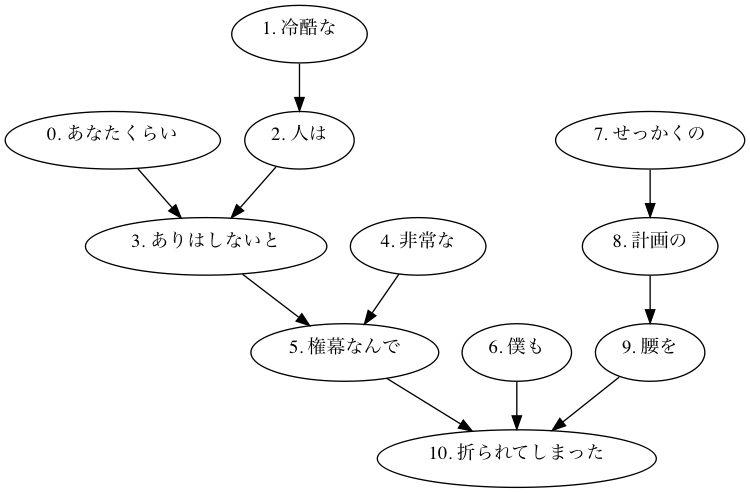 1. 冷酷な
0. あなたくらい
2. 人は
7. せっかくの
3. ありはしないと
4. 非常な
8. 計画の
5. 権幕なんで
6. 僕も
9. 腰を
10. 折られてしまった